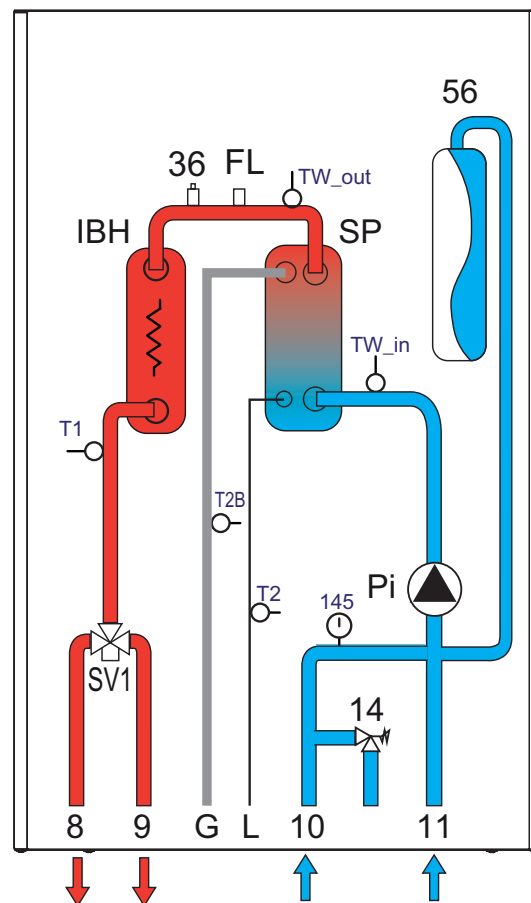 56
36 FL TW_out
IBH SP
TW_in
T1
T2B
Pi
T2 145
SV1
14
8 9 G L 10 11